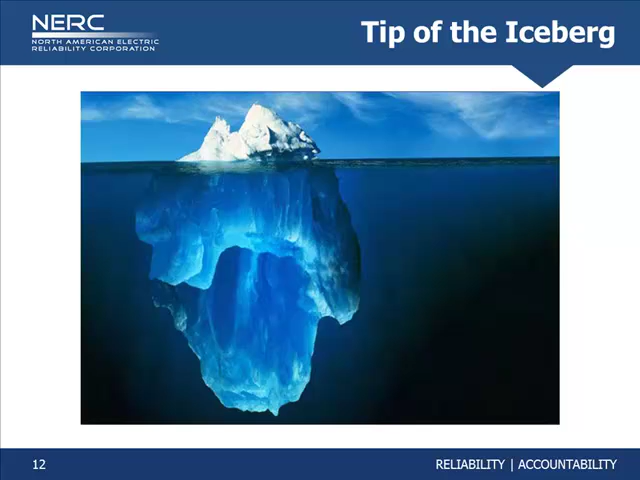 NERC
NORTH AMERICAN ELECTRIC
RELIABILITY CORPORATION
Tip of the Iceberg
12
RELIABILITY | ACCOUNTABILITY